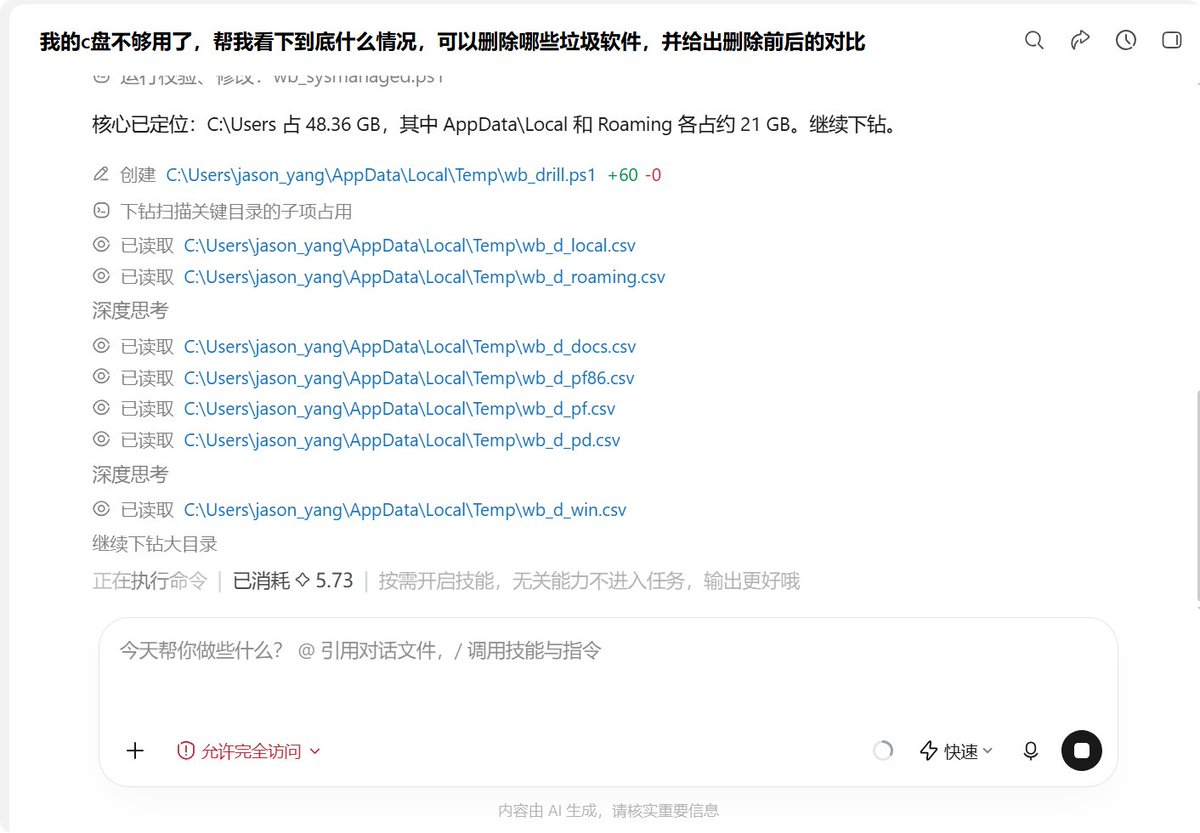 我的c盘不够用了，帮我看下到底什么情况，可以删除哪些垃圾软件，并给出删除前后的对比
运行校验、修改：wb_sysmanaged.ps1
核心已定位：C:\Users 占 48.36 GB，其中 AppData\Local 和 Roaming 各占约 21 GB。继续下钻。
创建 C:\Users\jason_yang\AppData\Local\Temp\wb_drill.ps1 +60 -0
下钻扫描关键目录的子项占用
已读取 C:\Users\jason_yang\AppData\Local\Temp\wb_d_local.csv
已读取 C:\Users\jason_yang\AppData\Local\Temp\wb_d_roaming.csv
深度思考
已读取 C:\Users\jason_yang\AppData\Local\Temp\wb_d_docs.csv
已读取 C:\Users\jason_yang\AppData\Local\Temp\wb_d_pf86.csv
已读取 C:\Users\jason_yang\AppData\Local\Temp\wb_d_pf.csv
已读取 C:\Users\jason_yang\AppData\Local\Temp\wb_d_pd.csv
深度思考
已读取 C:\Users\jason_yang\AppData\Local\Temp\wb_d_win.csv
继续下钻大目录
正在执行命令 | 已消耗 5.73 | 按需开启技能，无关能力不进入任务，输出更好哦
今天帮你做些什么？ @ 引用对话文件，/ 调用技能与指令
允许完全访问 快速
内容由 AI 生成，请核实重要信息